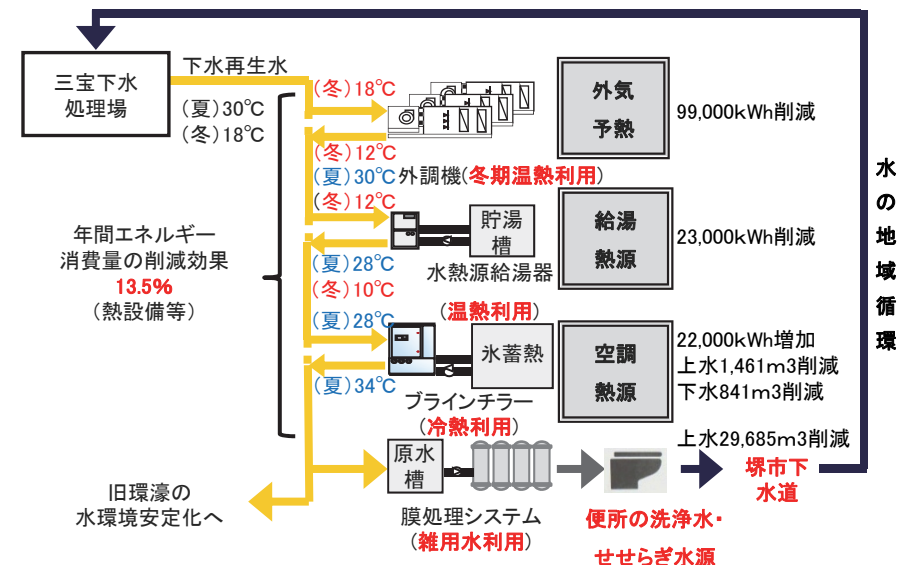 三宝下水
処理場
下水再生水
(夏)30℃
(冬)18℃
(冬)18℃
(冬)12℃
外気
予熱
99,000kWh削減
外調機(冬期温熱利用)
(夏)30℃
(冬)12℃
貯湯
槽
水熱源給湯器
(温熱利用)
給湯
熱源
23,000kWh削減
(夏)28℃
(冬)10℃
(夏)28℃
氷蓄熱
ブラインチラー
(冷熱利用)
空調
熱源
22,000kWh増加
上水1,461m3削減
下水841m3削減
(夏)34℃
年間エネルギー
消費量の削減効果
13.5%
(熱設備等)
原水
槽
膜処理システム
(雑用水利用)
上水29,685m3削減
便所の洗浄水・
せせらぎ水源
堺市下
水道
旧環濠の
水環境安定化へ
水の地域循環